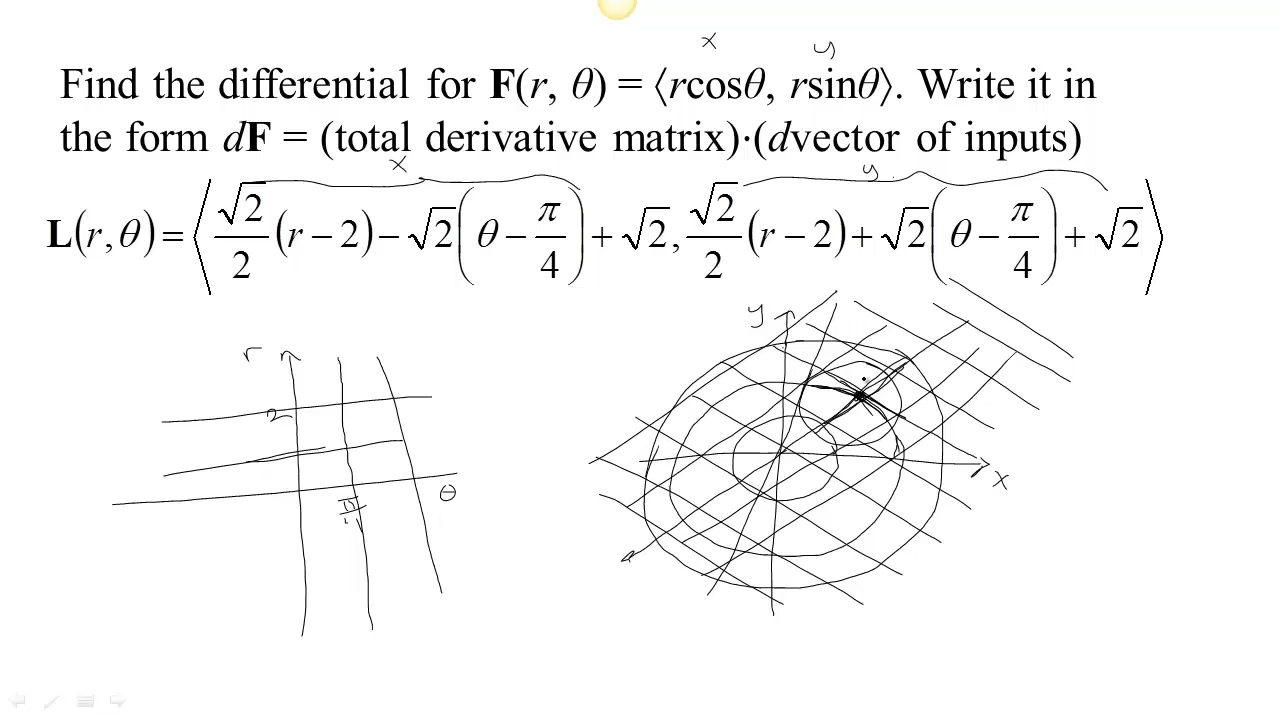 x y
Find the differential for F(r, θ) = ⟨rcosθ, rsinθ⟩. Write it in
the form dF = (total derivative matrix)·(dvector of inputs)
x y
L(r,θ) = ⟨ √2/2 (r − 2) − √2 ( θ − π/4 ) + √2, √2/2 (r − 2) + √2 ( θ − π/4 ) + √2 ⟩
r y
2
x
θ